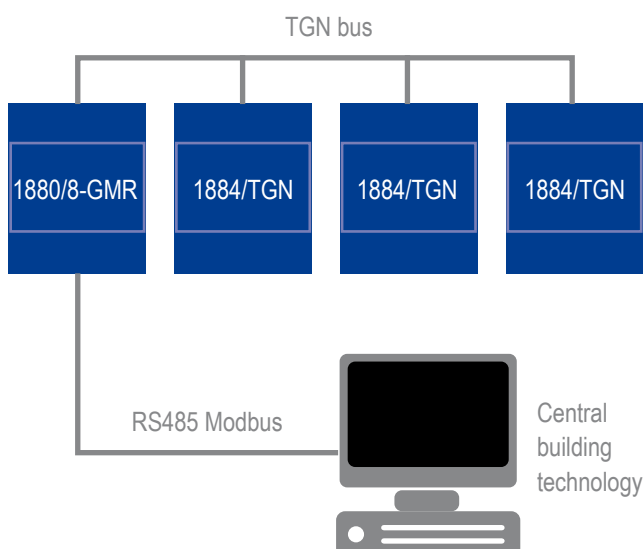 TGN bus
1880/8-GMR
1884/TGN
1884/TGN
1884/TGN
RS485 Modbus
Central
building
technology